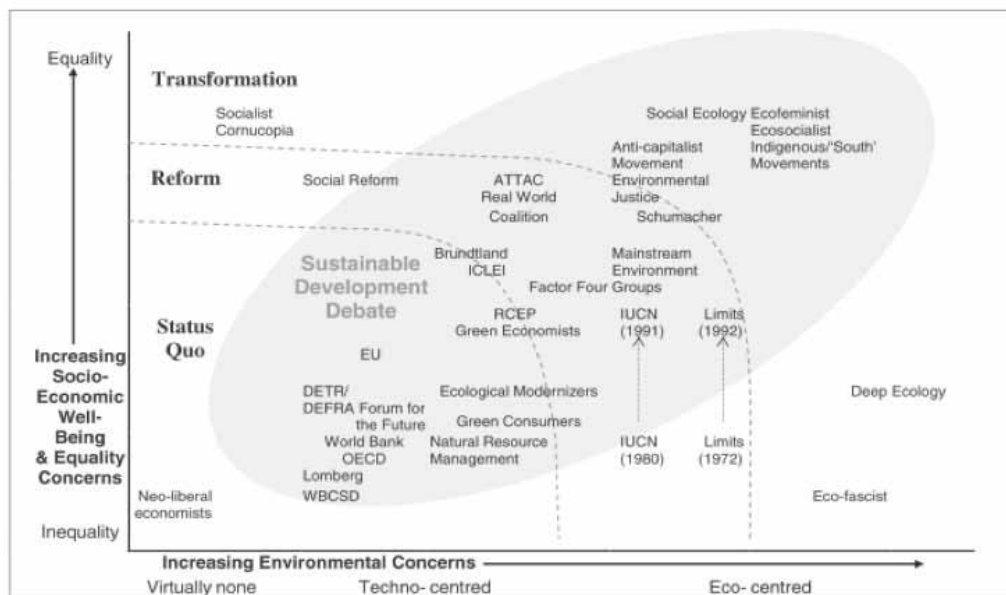 Equality
Transformation
Socialist
Cornucopia
Social Ecology Ecofeminist
Ecosocialist
Anti-capitalist
Indigenous/'South'
Movement
Movements
Reform
Social Reform
ATTAC
Environmental
Real World
Justice
Coalition
Schumacher
Brundtland
ICLEI
Mainstream
Environment
Sustainable
Development
Debate
Factor Four Groups
RCEP
Green Economists
IUCN
(1991)
Limits
(1992)
Status
Quo
EU
Increasing
Socio-
Economic
Well-
Being
& Equality
Concerns
DETR/
DEFRA Forum for
the Future
Ecological Modernizers
Green Consumers
Deep Ecology
World Bank
OECD
Natural Resource
Management
IUCN
(1980)
Limits
(1972)
Lomberg
WBCSD
Neo-liberal
economists
Eco-fascist
Inequality
Increasing Environmental Concerns
Virtually none
Techno- centred
Eco- centred